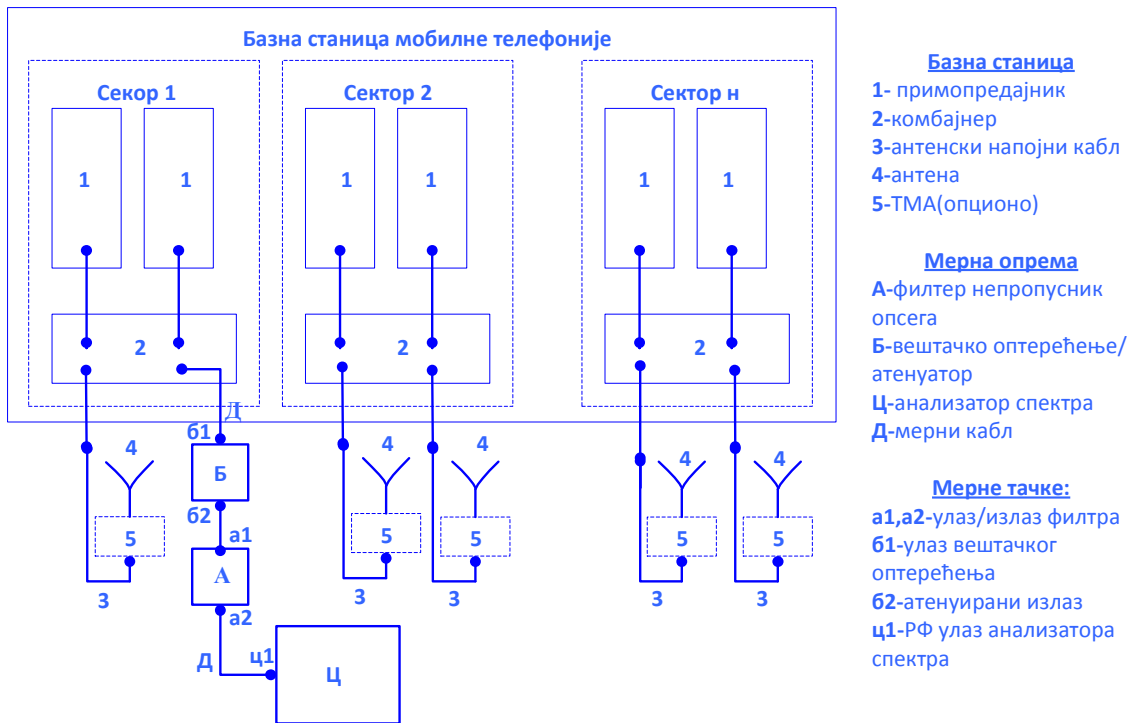 Базна станица мобилне телефоније
Секор 1
Сектор 2
Сектор н
1
1
1
1
1
1
2
2
2
Д
б1
4
Б
б2
а1
5
А
3
а2
Д
ц1
Ц
4
4
5
5
3
3
4
4
5
5
3
3
Базна станица
1- примопредајник
2-комбајнер
3-антенски напојни кабл
4-антена
5-ТМА(опционо)
Мерна опрема
А-филтер непропусник
опсега
Б-вештачко оптерећење/
атенуатор
Ц-анализатор спектра
Д-мерни кабл
Мерне тачке:
а1,а2-улаз/излаз филтра
б1-улаз вештачког
оптерећења
б2-атенуирани излаз
ц1-РФ улаз анализатора
спектра